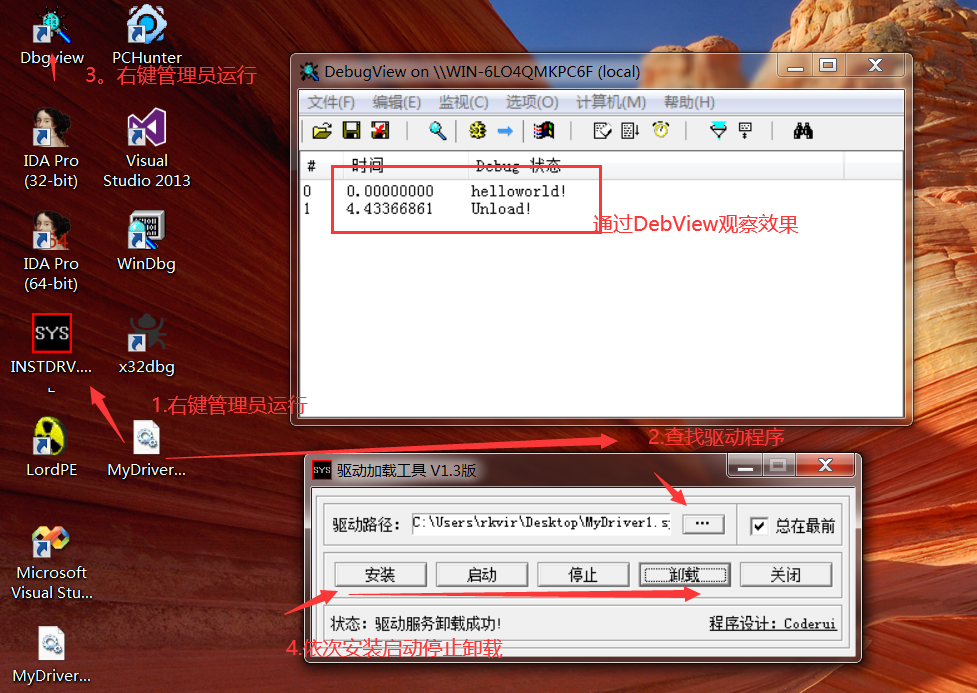 Dbgview
PCHunter
3。右键管理员运行
IDA Pro
(32-bit)
Visual
Studio 2013
IDA Pro
(64-bit)
64
WinDbg
SYS
INSTDRV....
x32dbg
1.右键管理员运行
LordPE
MyDriver...
Microsoft
Visual Stu...
MyDriver...
DebugView on \\WIN-6LO4QMKPC6F (local)
文件(F) 编辑(E) 监视(C) 选项(O) 计算机(M) 帮助(H)
# 时间 Debug 状态
0 0.00000000 helloworld!
1 4.43366861 Unload!
通过DebView观察效果
2.查找驱动程序
SYS 驱动加载工具 V1.3版
驱动路径: C:\Users\rkvir\Desktop\MyDriver1.s
...
总在最前
安装 启动 停止 卸载 关闭
状态: 驱动服务卸载成功!
程序设计: Coderui
4.依次安装启动停止卸载